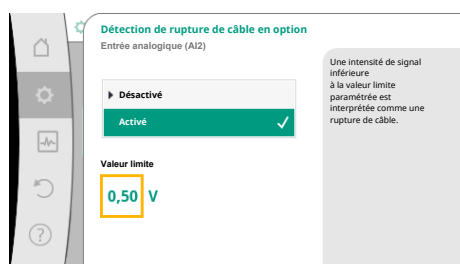 Détection de rupture de câble en option
Entrée analogique (AI2)
Désactivé
Activé
Valeur limite
0,50 V
Une intensité de signal
inférieure
à la valeur limite
paramétrée est
interprétée comme une
rupture de câble.